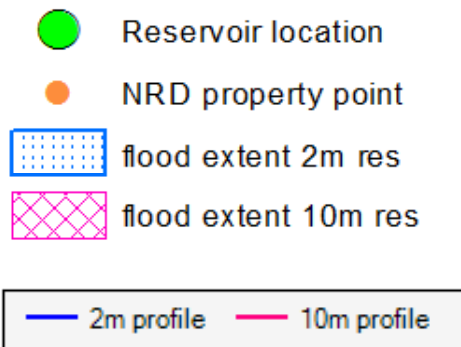 Reservoir location
NRD property point
flood extent 2m res
flood extent 10m res
2m profile 10m profile